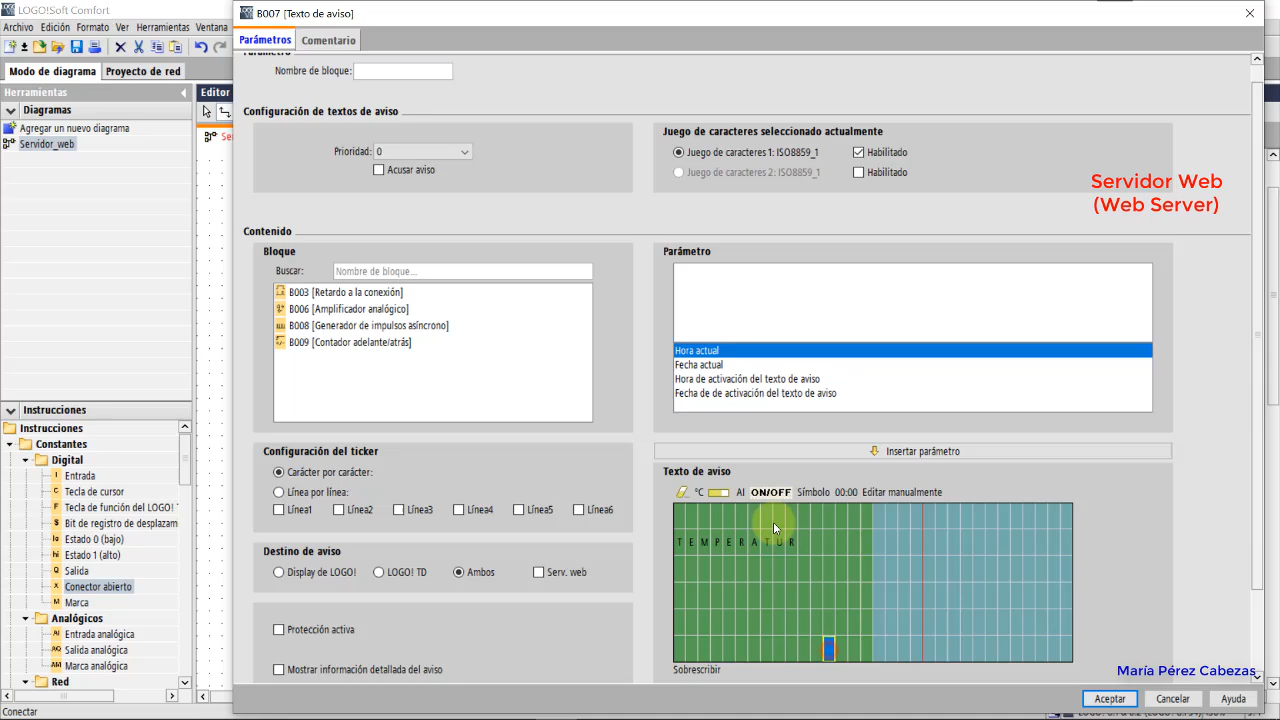 LOGO!Soft Comfort
Archivo Edición Formato Ver Herramientas Ventana
Modo de diagrama Proyecto de red
Herramientas
Diagramas
Agregar un nuevo diagrama
Servidor_web
Editor
Instrucciones
Instrucciones
Constantes
Digital
Entrada
Tecla de cursor
Tecla de función del LOGO!
Bit de registro de desplazam
Estado 0 (bajo)
Estado 1 (alto)
Salida
Conector abierto
Marca
Analógicos
Entrada analógica
Salida analógica
Marca analógica
Red
Conectar
B007 [Texto de aviso]
Parámetros Comentario
Parámetro
Nombre de bloque:
Configuración de textos de aviso
Prioridad: 0
Acusar aviso
Juego de caracteres seleccionado actualmente
Juego de caracteres 1: ISO8859_1 Habilitado
Juego de caracteres 2: ISO8859_1 Habilitado
Servidor Web
(Web Server)
Contenido
Bloque
Buscar: Nombre de bloque...
B003 [Retardo a la conexión]
B006 [Amplificador analógico]
B008 [Generador de impulsos asíncrono]
B009 [Contador adelante/atrás]
Parámetro
Hora actual
Fecha actual
Hora de activación del texto de aviso
Fecha de de activación del texto de aviso
Configuración del ticker
Carácter por carácter:
Línea por línea:
Línea1 Línea2 Línea3 Línea4 Línea5 Línea6
Insertar parámetro
Texto de aviso
°C AI ON/OFF Símbolo 00:00 Editar manualmente
TEMPERATUR
Sobrescribir
Destino de aviso
Display de LOGO! LOGO! TD Ambos Serv. web
Protección activa
Mostrar información detallada del aviso
María Pérez Cabezas
Aceptar Cancelar Ayuda